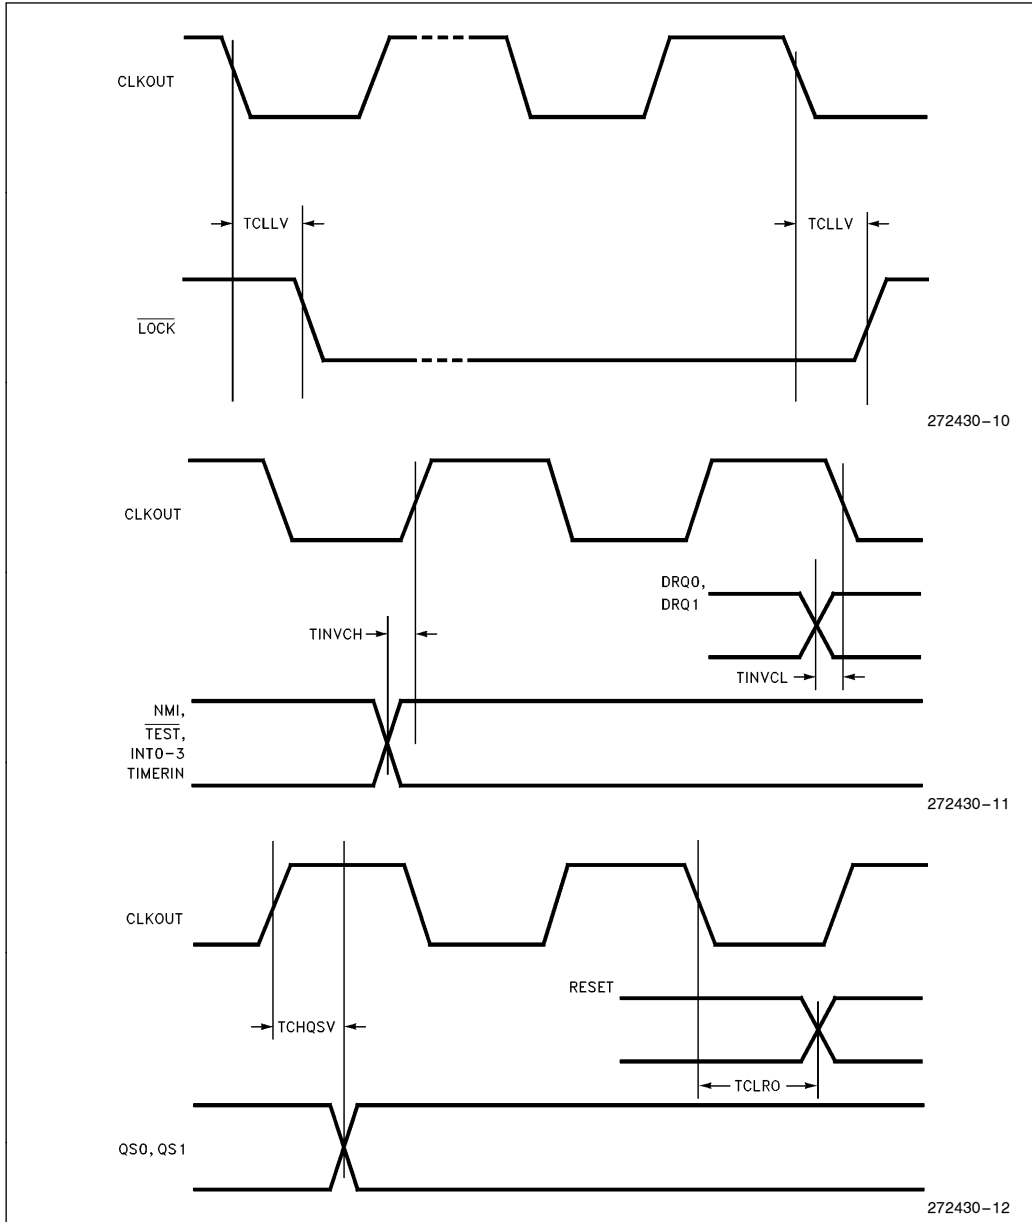 CLKOUT
TCLLV
TCLLV
LOCK
272430-10
CLKOUT
DRQ0,
DRQ1
TINVCH
TINVCL
NMI,
TEST,
INT0-3
TIMERIN
272430-11
CLKOUT
RESET
TCHQSV
TCLRO
QS0, QS1
272430-12